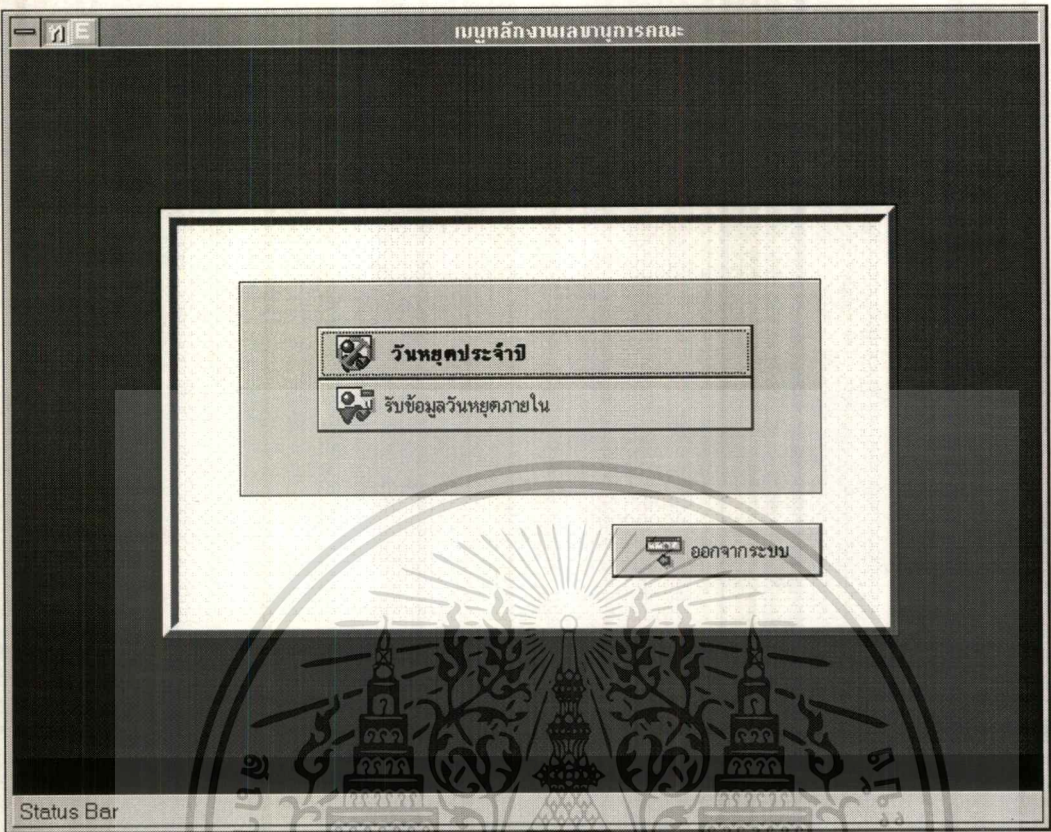 ก E
เมนูหลักงานเลขานุการคณะ
วันหยุดประจำปี
รับข้อมูลวันหยุดภายใน
ออกจากระบบ
Status Bar